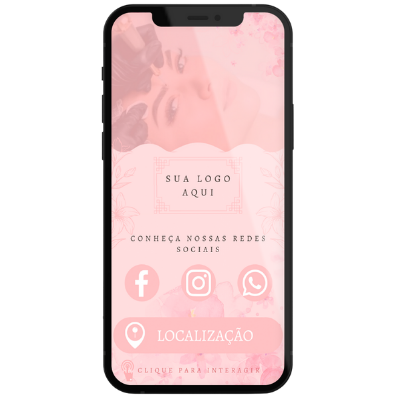 SUA LOGO
AQUI
CONHEÇA NOSSAS REDES
SOCIAIS
LOCALIZAÇÃO
CLIQUE PARA INTERAGIR